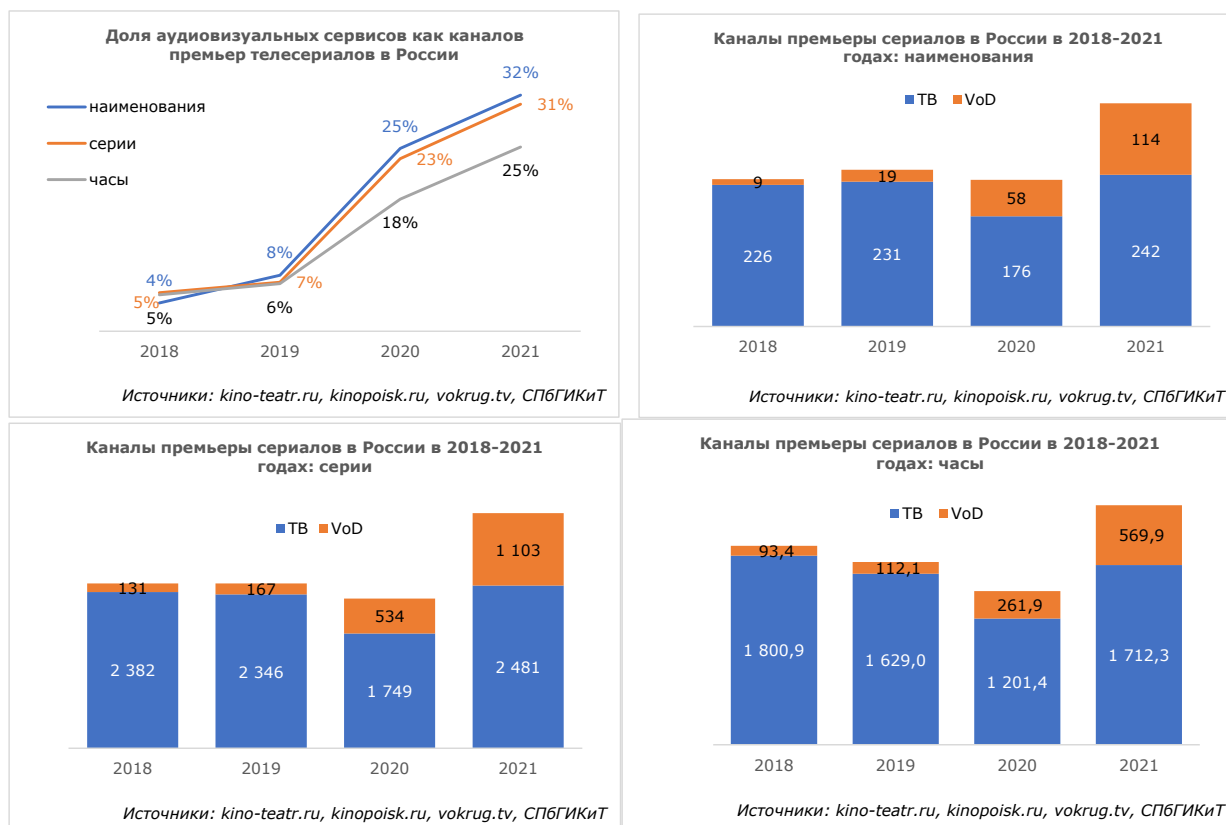 Доля аудиовизуальных сервисов как каналов
премьер телесериалов в России
32%
наименования
31%
25%
серии
23%
часы
25%
18%
8%
4%
7%
5%
6%
5%
2018 2019 2020 2021
Источники: kino-teatr.ru, kinopoisk.ru, vokrug.tv, СПбГИКиТ
Каналы премьеры сериалов в России в 2018-2021
годах: наименования
ТВ VoD
114
9 19
58
226 231 176 242
2018 2019 2020 2021
Источники: kino-teatr.ru, kinopoisk.ru, vokrug.tv, СПбГИКиТ
Каналы премьеры сериалов в России в 2018-2021
годах: серии
ТВ VoD
1 103
131 167
534
2 382 2 346 1 749 2 481
2018 2019 2020 2021
Источники: kino-teatr.ru, kinopoisk.ru, vokrug.tv, СПбГИКиТ
Каналы премьеры сериалов в России в 2018-2021
годах: часы
ТВ VoD
569,9
93,4 112,1
261,9
1 800,9 1 629,0 1 201,4 1 712,3
2018 2019 2020 2021
Источники: kino-teatr.ru, kinopoisk.ru, vokrug.tv, СПбГИКиТ